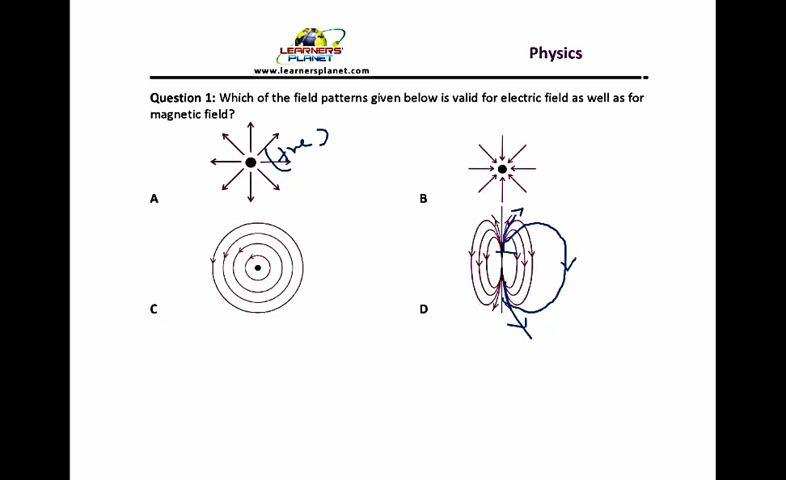 LEARNERS'
PLANET
www.learnersplanet.com
Physics
Question 1: Which of the field patterns given below is valid for electric field as well as for
magnetic field?
(+ve)
A
B
C
D